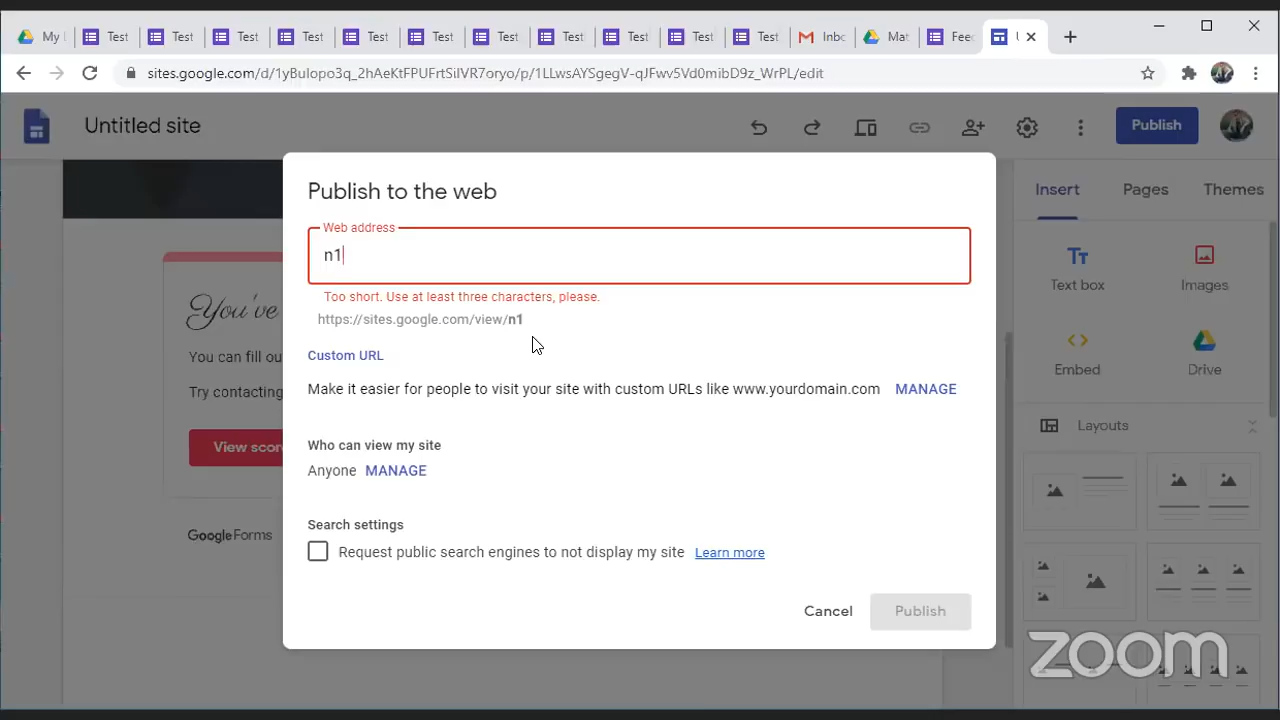 My
Test
Test
Test
Test
Test
Test
Test
Test
Test
Test
Test
Inb
Mat
Fee
sites.google.com/d/1yBulopo3q_2hAeKtFPUFrtSiIVR7oryo/p/1LLwsAYSgegV-qJFwv5Vd0mibD9z_WrPL/edit
Untitled site
Publish
Insert
Pages
Themes
Publish to the web
Web address
n1
Too short. Use at least three characters, please.
https://sites.google.com/view/n1
Custom URL
Make it easier for people to visit your site with custom URLs like www.yourdomain.com MANAGE
Who can view my site
Anyone MANAGE
Search settings
Request public search engines to not display my site Learn more
Cancel
Publish
You've
You can fill ou
Try contacting
View scor
Google Forms
Text box
Images
Embed
Drive
Layouts
zoom